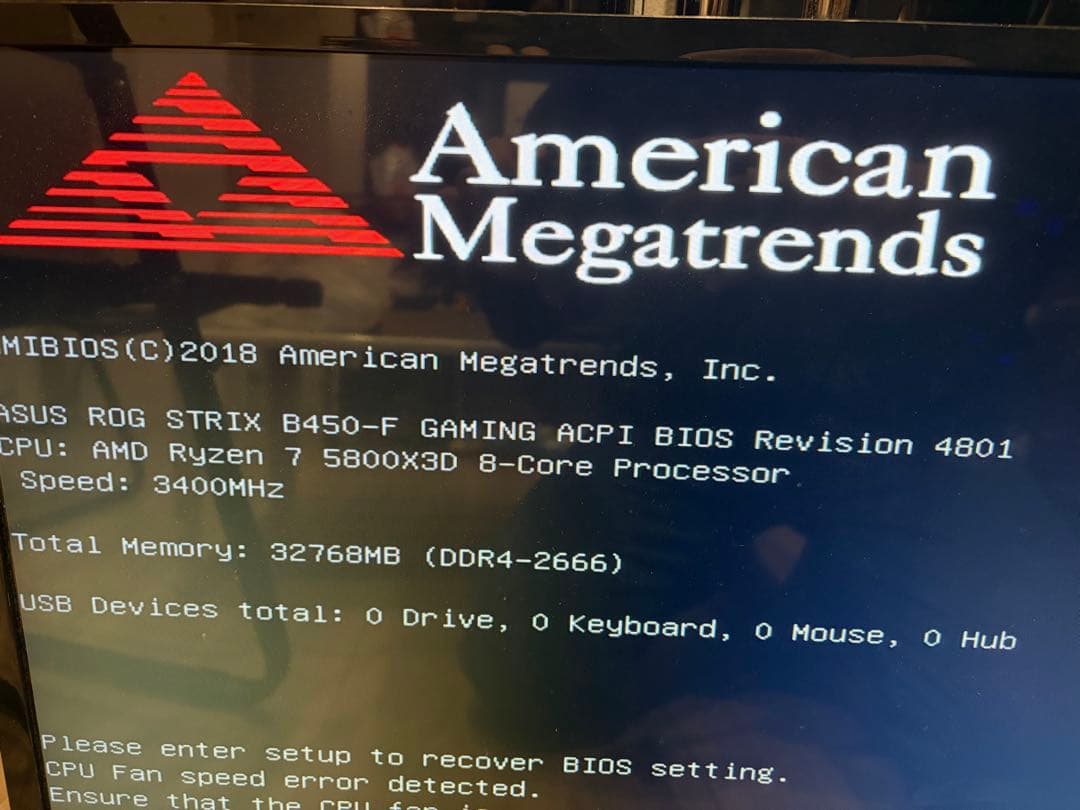 American
Megatrends
MIBIOS(C)2018 American Megatrends, Inc.
ASUS ROG STRIX B450-F GAMING ACPI BIOS Revision 4801
CPU: AMD Ryzen 7 5800X3D 8-Core Processor
Speed: 3400MHz
Total Memory: 32768MB (DDR4-2666)
USB Devices total: 0 Drive, 0 Keyboard, 0 Mouse, 0 Hub
Please enter setup to recover BIOS setting.
CPU Fan speed error detected.
Ensure that the CPU fan is